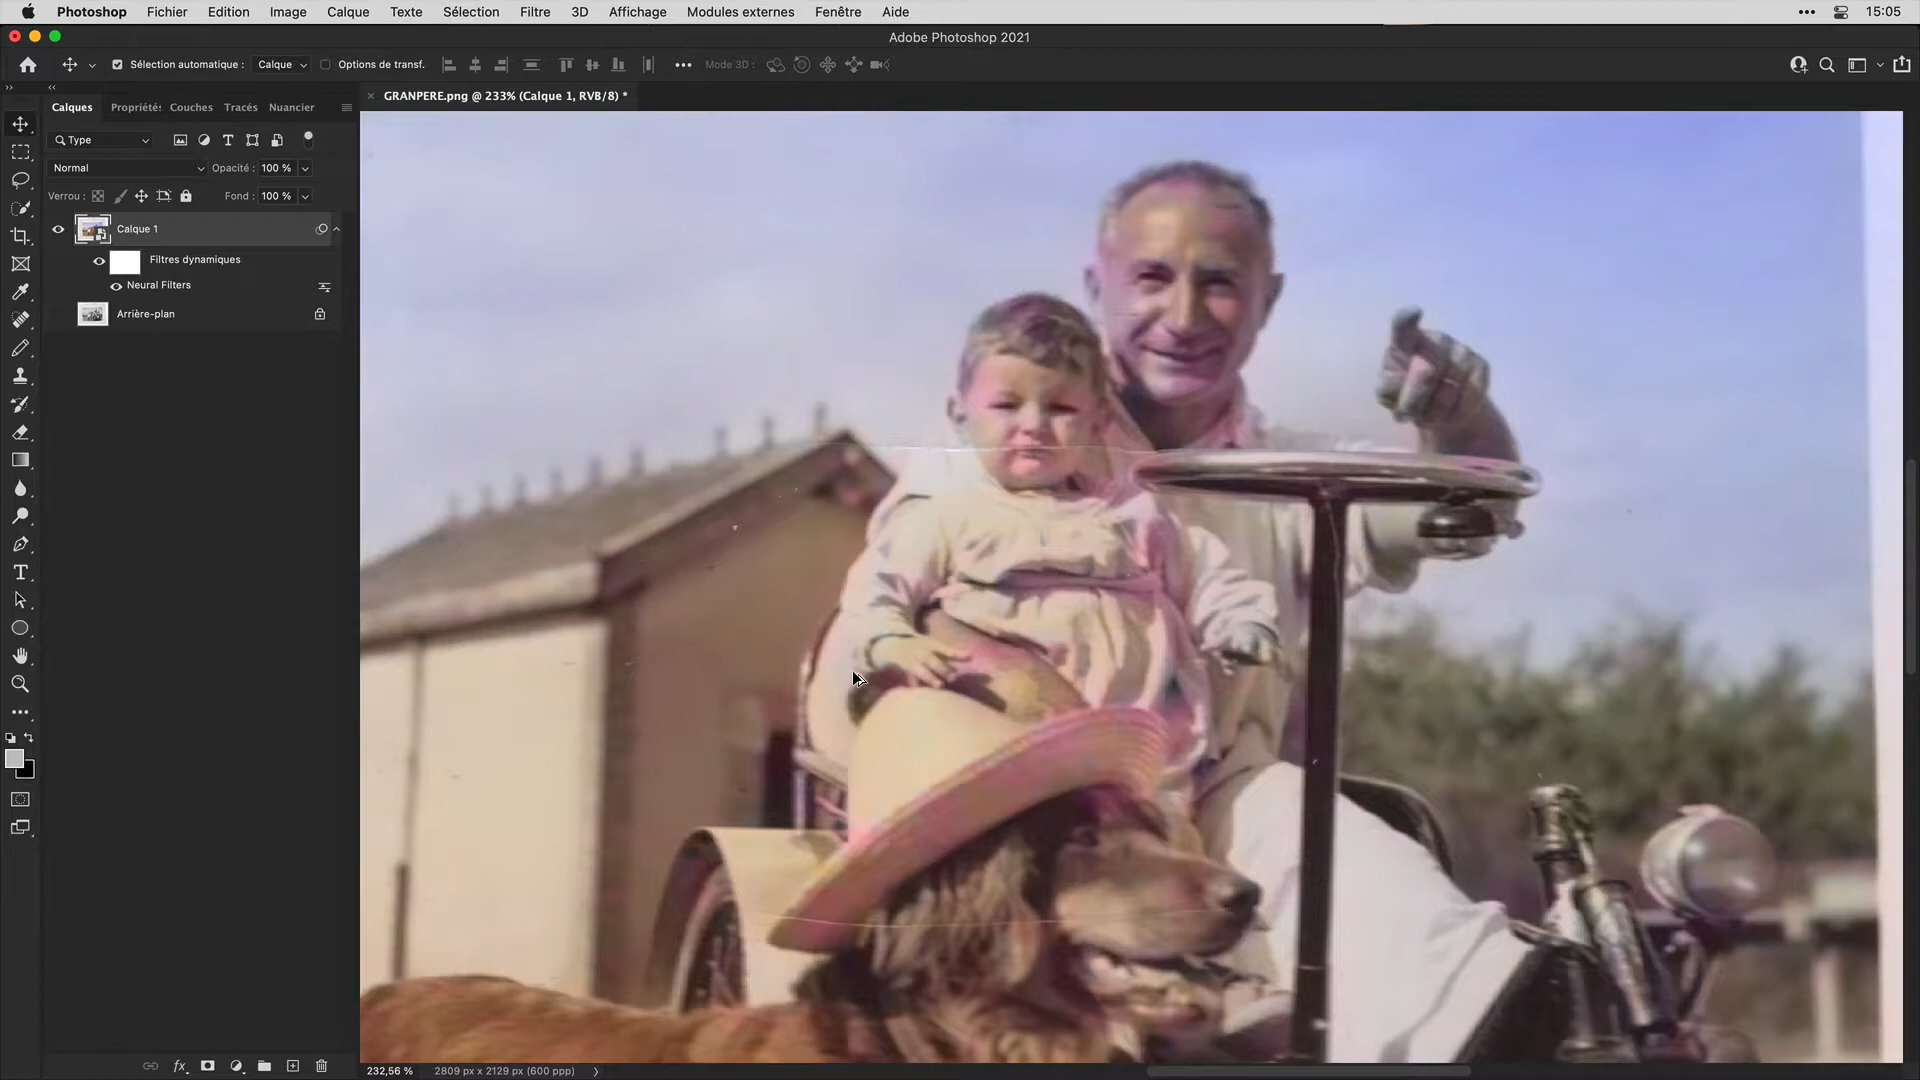 Photoshop Fichier Edition Image Calque Texte Sélection Filtre 3D Affichage Modules externes Fenêtre Aide 15:05
Adobe Photoshop 2021
Sélection automatique : Calque Options de transf. Mode 3D :
Calques Propriétés Couches Tracés Nuancier
GRANPERE.png @ 233% (Calque 1, RVB/8) *
Type
Normal Opacité : 100 %
Verrou : Fond : 100 %
Calque 1
Filtres dynamiques
Neural Filters
Arrière-plan
fx
232,56 % 2809 px x 2129 px (600 ppp)